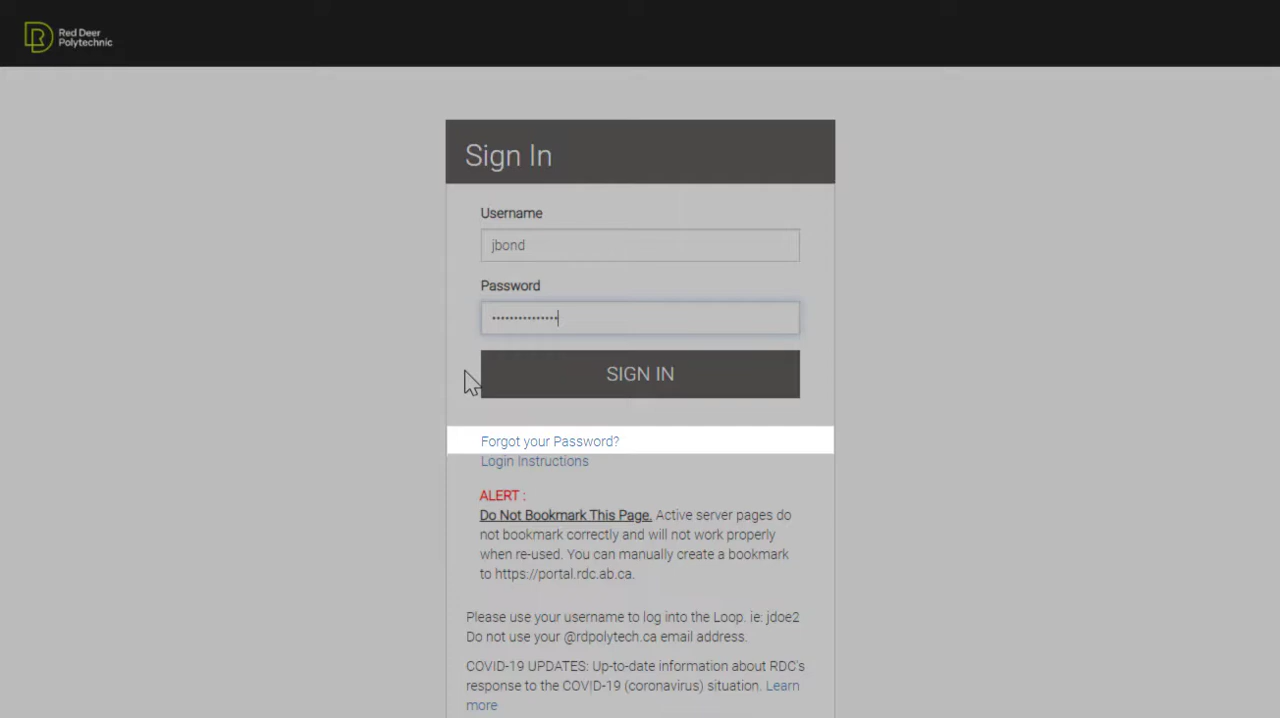 Red Deer
Polytechnic
Sign In
Username
jbond
Password
•••••••••••••••
SIGN IN
Forgot your Password?
Login Instructions
ALERT :
Do Not Bookmark This Page. Active server pages do
not bookmark correctly and will not work properly
when re-used. You can manually create a bookmark
to https://portal.rdc.ab.ca.
Please use your username to log into the Loop. ie: jdoe2
Do not use your @rdpolytech.ca email address.
COVID-19 UPDATES: Up-to-date information about RDC's
response to the COVID-19 (coronavirus) situation. Learn
more